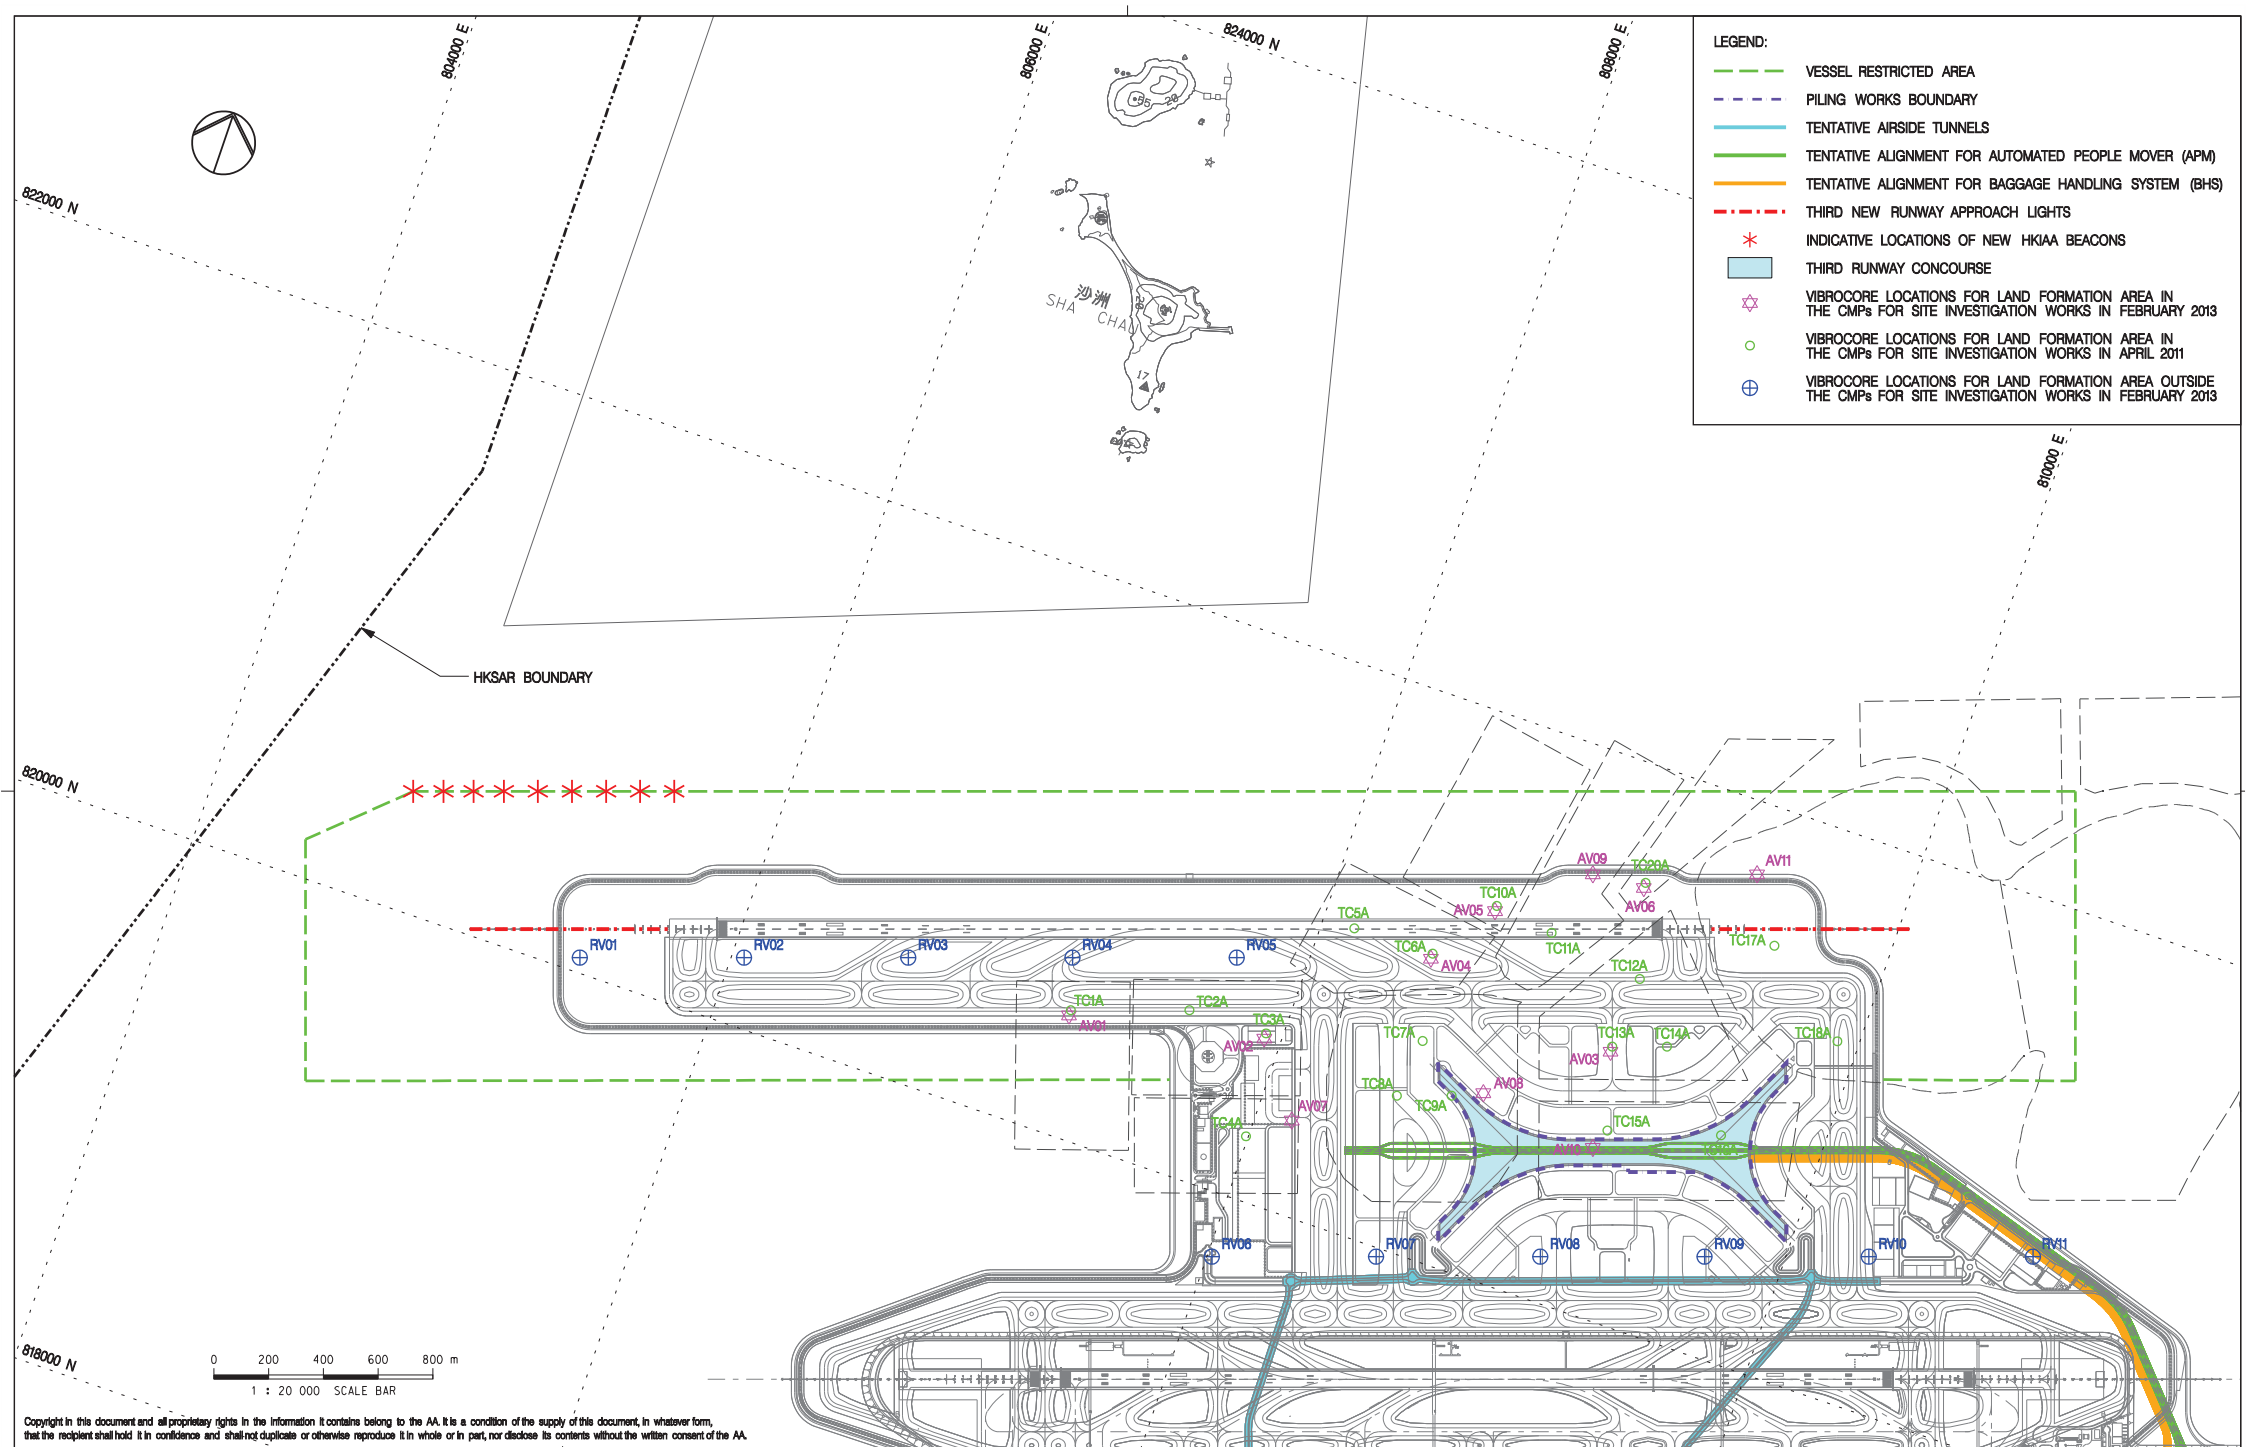 804000 E
806000 E
824000 N
808000 E
822000 N
810000 E
820000 N
818000 N
LEGEND:
VESSEL RESTRICTED AREA
PILING WORKS BOUNDARY
TENTATIVE AIRSIDE TUNNELS
TENTATIVE ALIGNMENT FOR AUTOMATED PEOPLE MOVER (APM)
TENTATIVE ALIGNMENT FOR BAGGAGE HANDLING SYSTEM (BHS)
THIRD NEW RUNWAY APPROACH LIGHTS
INDICATIVE LOCATIONS OF NEW HKIAA BEACONS
THIRD RUNWAY CONCOURSE
VIBROCORE LOCATIONS FOR LAND FORMATION AREA IN
THE CMPs FOR SITE INVESTIGATION WORKS IN FEBRUARY 2013
VIBROCORE LOCATIONS FOR LAND FORMATION AREA IN
THE CMPs FOR SITE INVESTIGATION WORKS IN APRIL 2011
VIBROCORE LOCATIONS FOR LAND FORMATION AREA OUTSIDE
THE CMPs FOR SITE INVESTIGATION WORKS IN FEBRUARY 2013
20
沙洲
SHA CHAU
20
17
HKSAR BOUNDARY
AV09
TC20A
AV11
TC10A
AV05
AV06
TC5A
RV01
RV02
RV03
RV04
RV05
TC6A
AV04
TC11A
TC17A
TC12A
TC1A
AV01
TC2A
TC3A
AV02
TC7A
TC13A
AV03
TC14A
TC18A
TC8A
TC9A
AV08
AV07
TC4A
TC15A
AV10
TC16A
RV06
RV07
RV08
RV09
RV10
RV11
0 200 400 600 800 m
1 : 20 000 SCALE BAR
Copyright in this document and all proprietary rights in the information it contains belong to the AA. It is a condition of the supply of this document, in whatever form,
that the recipient shall hold it in confidence and shall not duplicate or otherwise reproduce it in whole or in part, nor disclose its contents without the written consent of the AA.